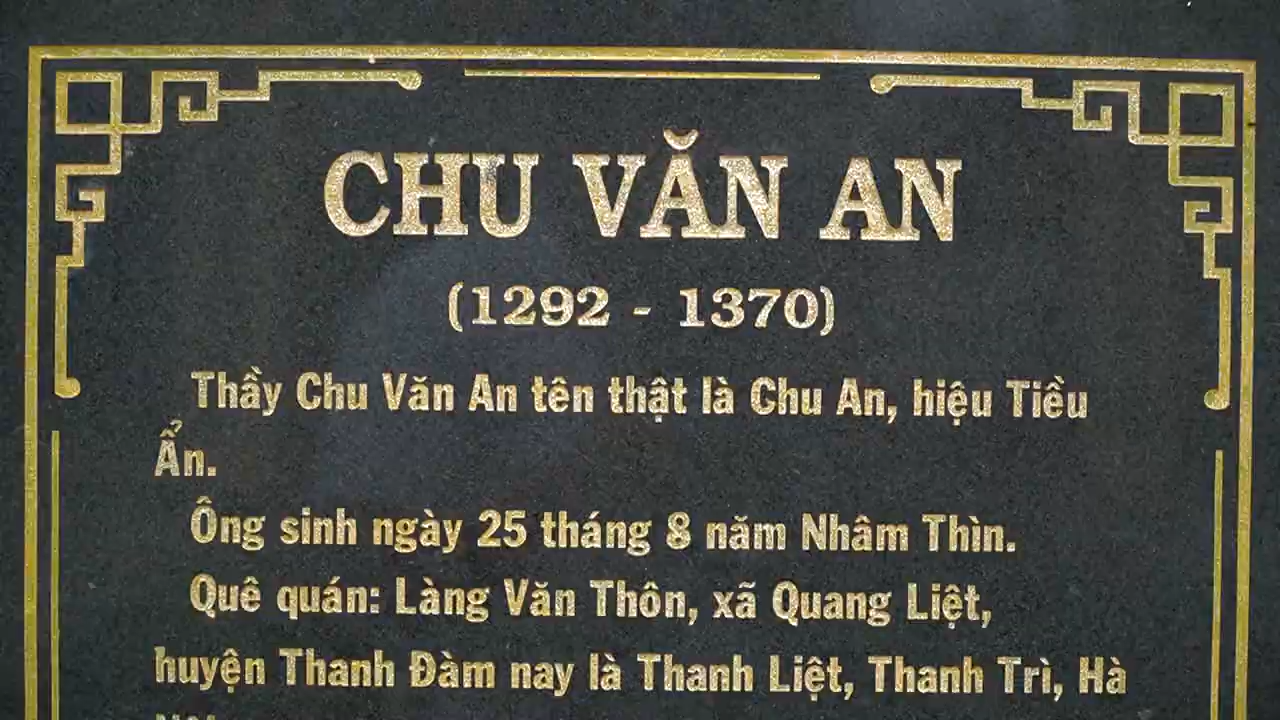 CHU VĂN AN
(1292 - 1370)
Thầy Chu Văn An tên thật là Chu An, hiệu Tiều
Ẩn.
Ông sinh ngày 25 tháng 8 năm Nhâm Thìn.
Quê quán: Làng Văn Thôn, xã Quang Liệt,
huyện Thanh Đàm nay là Thanh Liệt, Thanh Trì, Hà